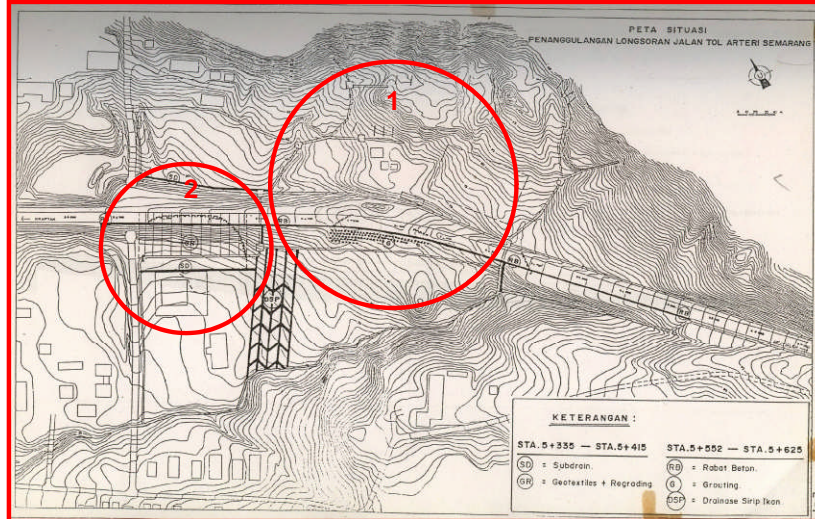 PETA SITUASI
PENANGGULANGAN LONGSORAN JALAN TOL ARTERI SEMARANG
1
2
SD
RB
GR
G
SD
RB
DSP
RB
KETERANGAN :
STA.5+335 — STA.5+415
SD = Subdrain.
GR = Geotextiles + Regrading
STA.5+552 — STA.5+625
RB = Rabat Beton.
G = Grouting.
DSP = Drainase Sirip Ikan